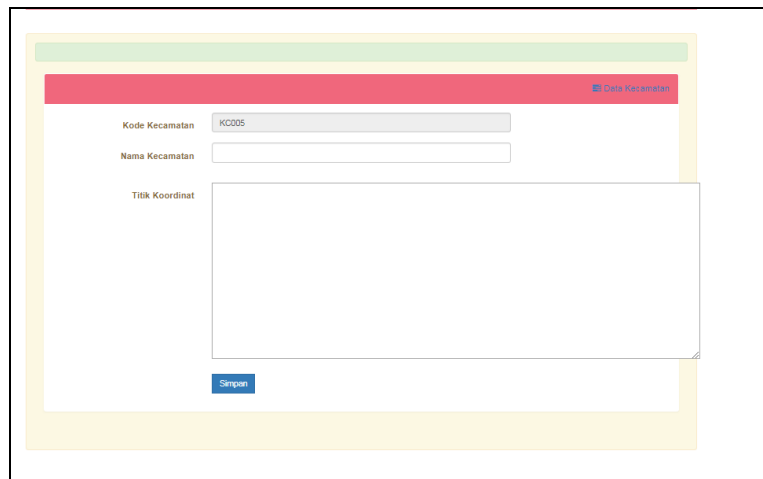 Data Kecamatan
Kode Kecamatan KC005
Nama Kecamatan
Titik Koordinat
Simpan